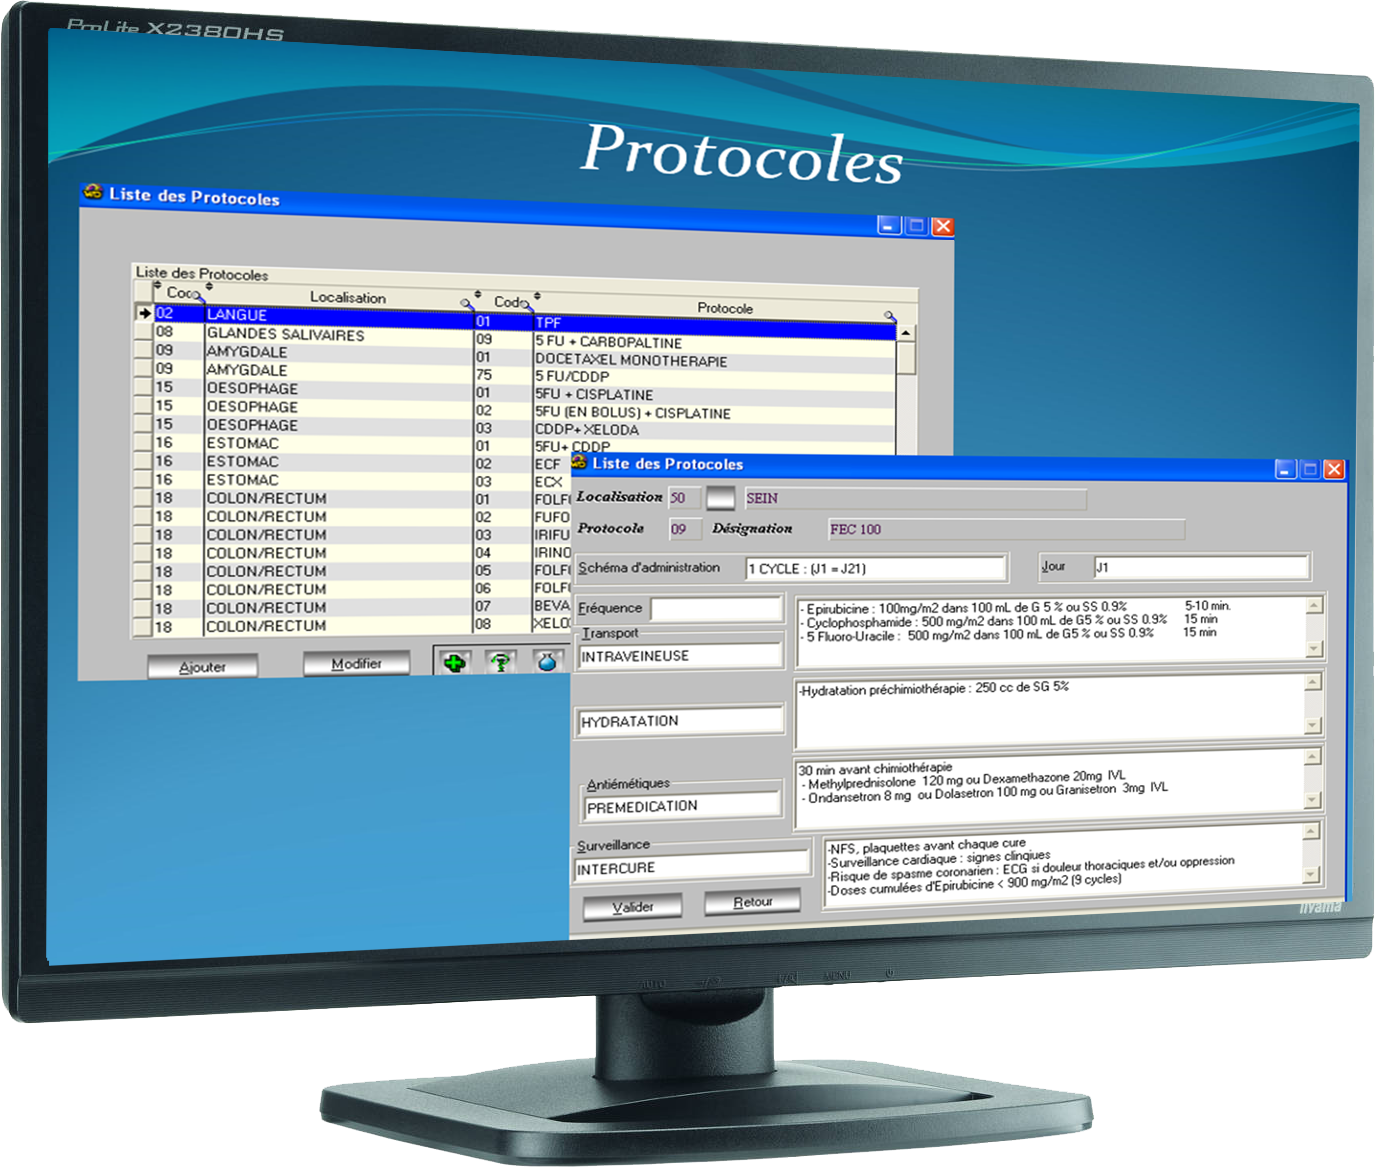 ProLite X2380HS
Protocoles
Liste des Protocoles
Liste des Protocoles
Localisation Protocole
02 LANGUE 01 TPF
08 GLANDES SALIVAIRES 09 5 FU + CARBOPALTINE
09 AMYGDALE 01 DOCETAXEL MONOTHERAPIE
09 AMYGDALE 75 5 FU/CDDP
15 OESOPHAGE 01 5FU + CISPLATINE
15 OESOPHAGE 02 5FU (EN BOLUS) + CISPLATINE
15 OESOPHAGE 03 CDDP+ XELODA
16 ESTOMAC 01 5FU+ CDDP
16 ESTOMAC 02 ECF
16 ESTOMAC 03 ECX
18 COLON/RECTUM 01 FOLF
18 COLON/RECTUM 02 FUFO
18 COLON/RECTUM 03 IRIFU
18 COLON/RECTUM 04 IRINO
18 COLON/RECTUM 05 FOLF
18 COLON/RECTUM 06 FOLF
18 COLON/RECTUM 07 BEVA
18 COLON/RECTUM 08 XELO
Ajouter Modifier
Liste des Protocoles
Localisation 50 SEIN
Protocole 09 Désignation FEC 100
Schéma d'administration 1 CYCLE : (J1 = J21) Jour J1
Fréquence
Transport
INTRAVEINEUSE
- Epirubicine : 100mg/m2 dans 100 mL de G 5 % ou SS 0.9% 5-10 min.
- Cyclophosphamide : 500 mg/m2 dans 100 mL de G5 % ou SS 0.9% 15 min
- 5 Fluoro-Uracile : 500 mg/m2 dans 100 mL de G5 % ou SS 0.9% 15 min
HYDRATATION
-Hydratation préchimiothérapie : 250 cc de SG 5%
Antiémétiques
PREMEDICATION
30 min avant chimiothérapie
- Methylprednisolone 120 mg ou Dexamethazone 20mg IVL
- Ondansetron 8 mg ou Dolasetron 100 mg ou Granisetron 3mg IVL
Surveillance
INTERCURE
-NFS, plaquettes avant chaque cure
-Surveillance cardiaque : signes clinqiues
-Risque de spasme coronarien : ECG si douleur thoraciques et/ou oppression
-Doses cumulées d'Epirubicine < 900 mg/m2 (9 cycles)
Valider Retour
iiyama
AUTO MENU